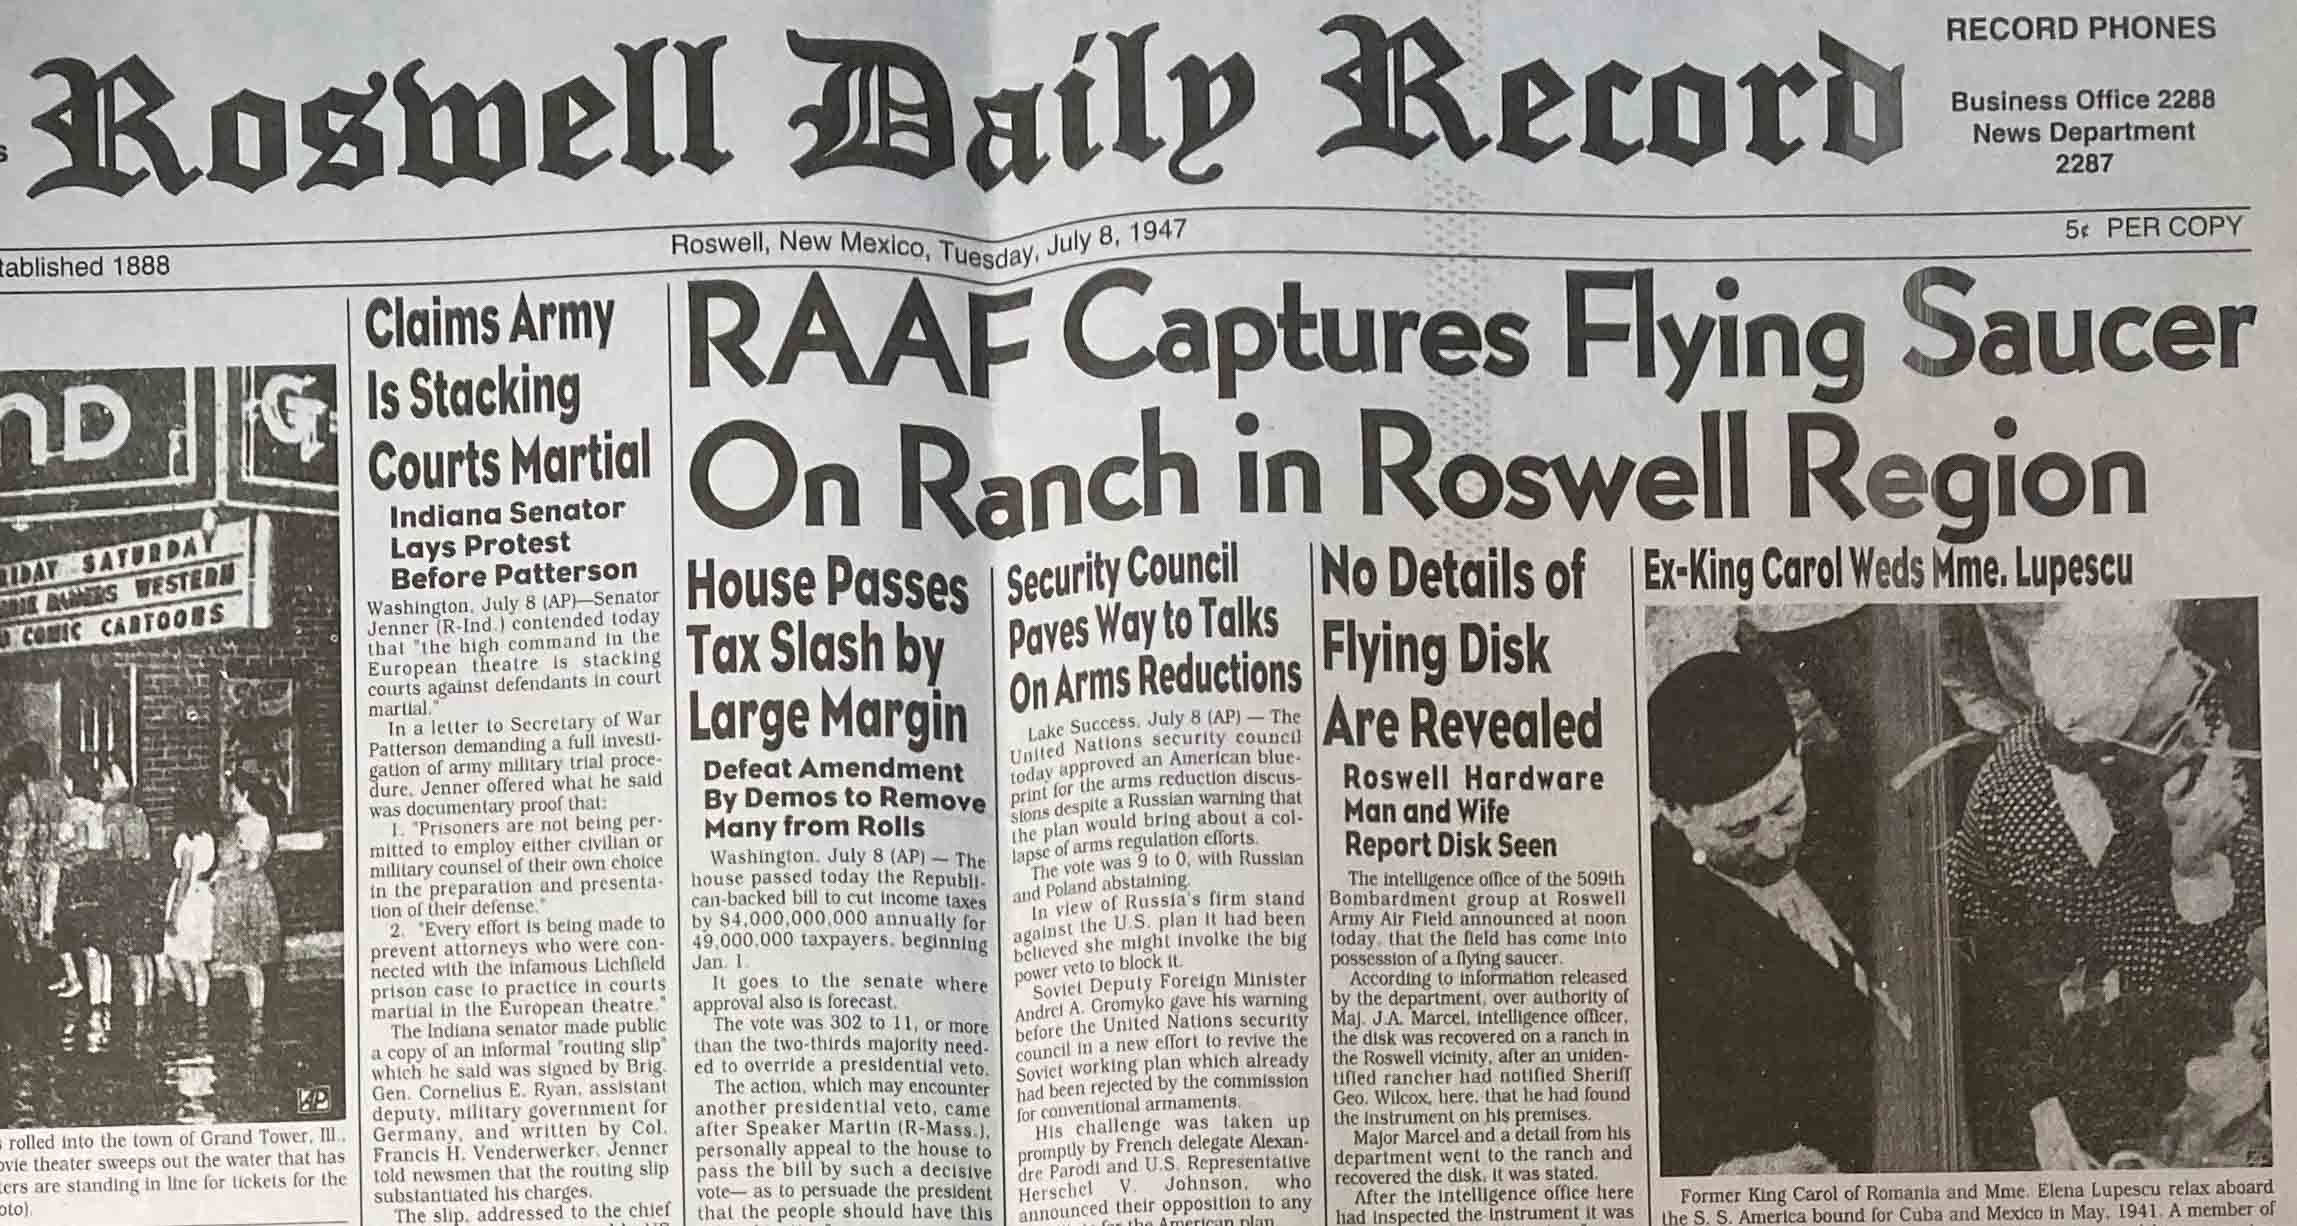 Roswell Daily Record
RECORD PHONES
Business Office 2288
News Department
2287
s
tablished 1888
Roswell, New Mexico, Tuesday, July 8, 1947
5¢ PER COPY
RAAF Captures Flying Saucer
On Ranch in Roswell Region
ND
G
RIDAY SATURDAY
WESTERN
COMIC CARTOONS
AP
s rolled into the town of Grand Tower, Ill.,
ovie theater sweeps out the water that has
ters are standing in line for tickets for the
oto).
Claims Army
Is Stacking
Courts Martial
Indiana Senator
Lays Protest
Before Patterson
Washington, July 8 (AP)—Senator
Jenner (R-Ind.) contended today
that "the high command in the
European theatre is stacking
courts against defendants in court
martial."
In a letter to Secretary of War
Patterson demanding a full investi-
gation of army military trial proce-
dure, Jenner offered what he said
was documentary proof that:
1. "Prisoners are not being per-
mitted to employ either civilian or
military counsel of their own choice
in the preparation and presenta-
tion of their defense."
2. "Every effort is being made to
prevent attorneys who were con-
nected with the infamous Lichfield
prison case to practice in courts
martial in the European theatre."
The Indiana senator made public
a copy of an informal "routing slip"
which he said was signed by Brig.
Gen. Cornelius E. Ryan, assistant
deputy, military government for
Germany, and written by Col.
Francis H. Venderwerker. Jenner
told newsmen that the routing slip
substantiated his charges.
The slip, addressed to the chief
House Passes
Tax Slash by
Large Margin
Defeat Amendment
By Demos to Remove
Many from Rolls
Washington, July 8 (AP) — The
house passed today the Republi-
can-backed bill to cut income taxes
by $4,000,000,000 annually for
49,000,000 taxpayers, beginning
Jan. 1.
It goes to the senate where
approval also is forecast.
The vote was 302 to 11, or more
than the two-thirds majority need-
ed to override a presidential veto.
The action, which may encounter
another presidential veto, came
after Speaker Martin (R-Mass.),
personally appeal to the house to
pass the bill by such a decisive
vote— as to persuade the president
that the people should have this
Security Council
Paves Way to Talks
On Arms Reductions
Lake Success, July 8 (AP) — The
United Nations security council
today approved an American blue-
print for the arms reduction discus-
sions despite a Russian warning that
the plan would bring about a col-
lapse of arms regulation efforts.
The vote was 9 to 0, with Russian
and Poland abstaining.
In view of Russia's firm stand
against the U.S. plan it had been
believed she might involke the big
power veto to block it.
Soviet Deputy Foreign Minister
Andrei A. Gromyko gave his warning
before the United Nations security
council in a new effort to revive the
Soviet working plan which already
had been rejected by the commission
for conventional armaments.
His challenge was taken up
promptly by French delegate Alexan-
dre Parodi and U.S. Representative
Herschel V. Johnson, who
announced their opposition to any
for the American plan
No Details of
Flying Disk
Are Revealed
Roswell Hardware
Man and Wife
Report Disk Seen
The intelligence office of the 509th
Bombardment group at Roswell
Army Air Field announced at noon
today, that the field has come into
possession of a flying saucer.
According to information released
by the department, over authority of
Maj. J.A. Marcel, intelligence officer,
the disk was recovered on a ranch in
the Roswell vicinity, after an uniden-
tified rancher had notified Sheriff
Geo. Wilcox, here, that he had found
the instrument on his premises.
Major Marcel and a detail from his
department went to the ranch and
recovered the disk, it was stated.
After the intelligence office here
had inspected the instrument it was
Ex-King Carol Weds Mme. Lupescu
Former King Carol of Romania and Mme. Elena Lupescu relax aboard
the S. S. America bound for Cuba and Mexico in May, 1941. A member of